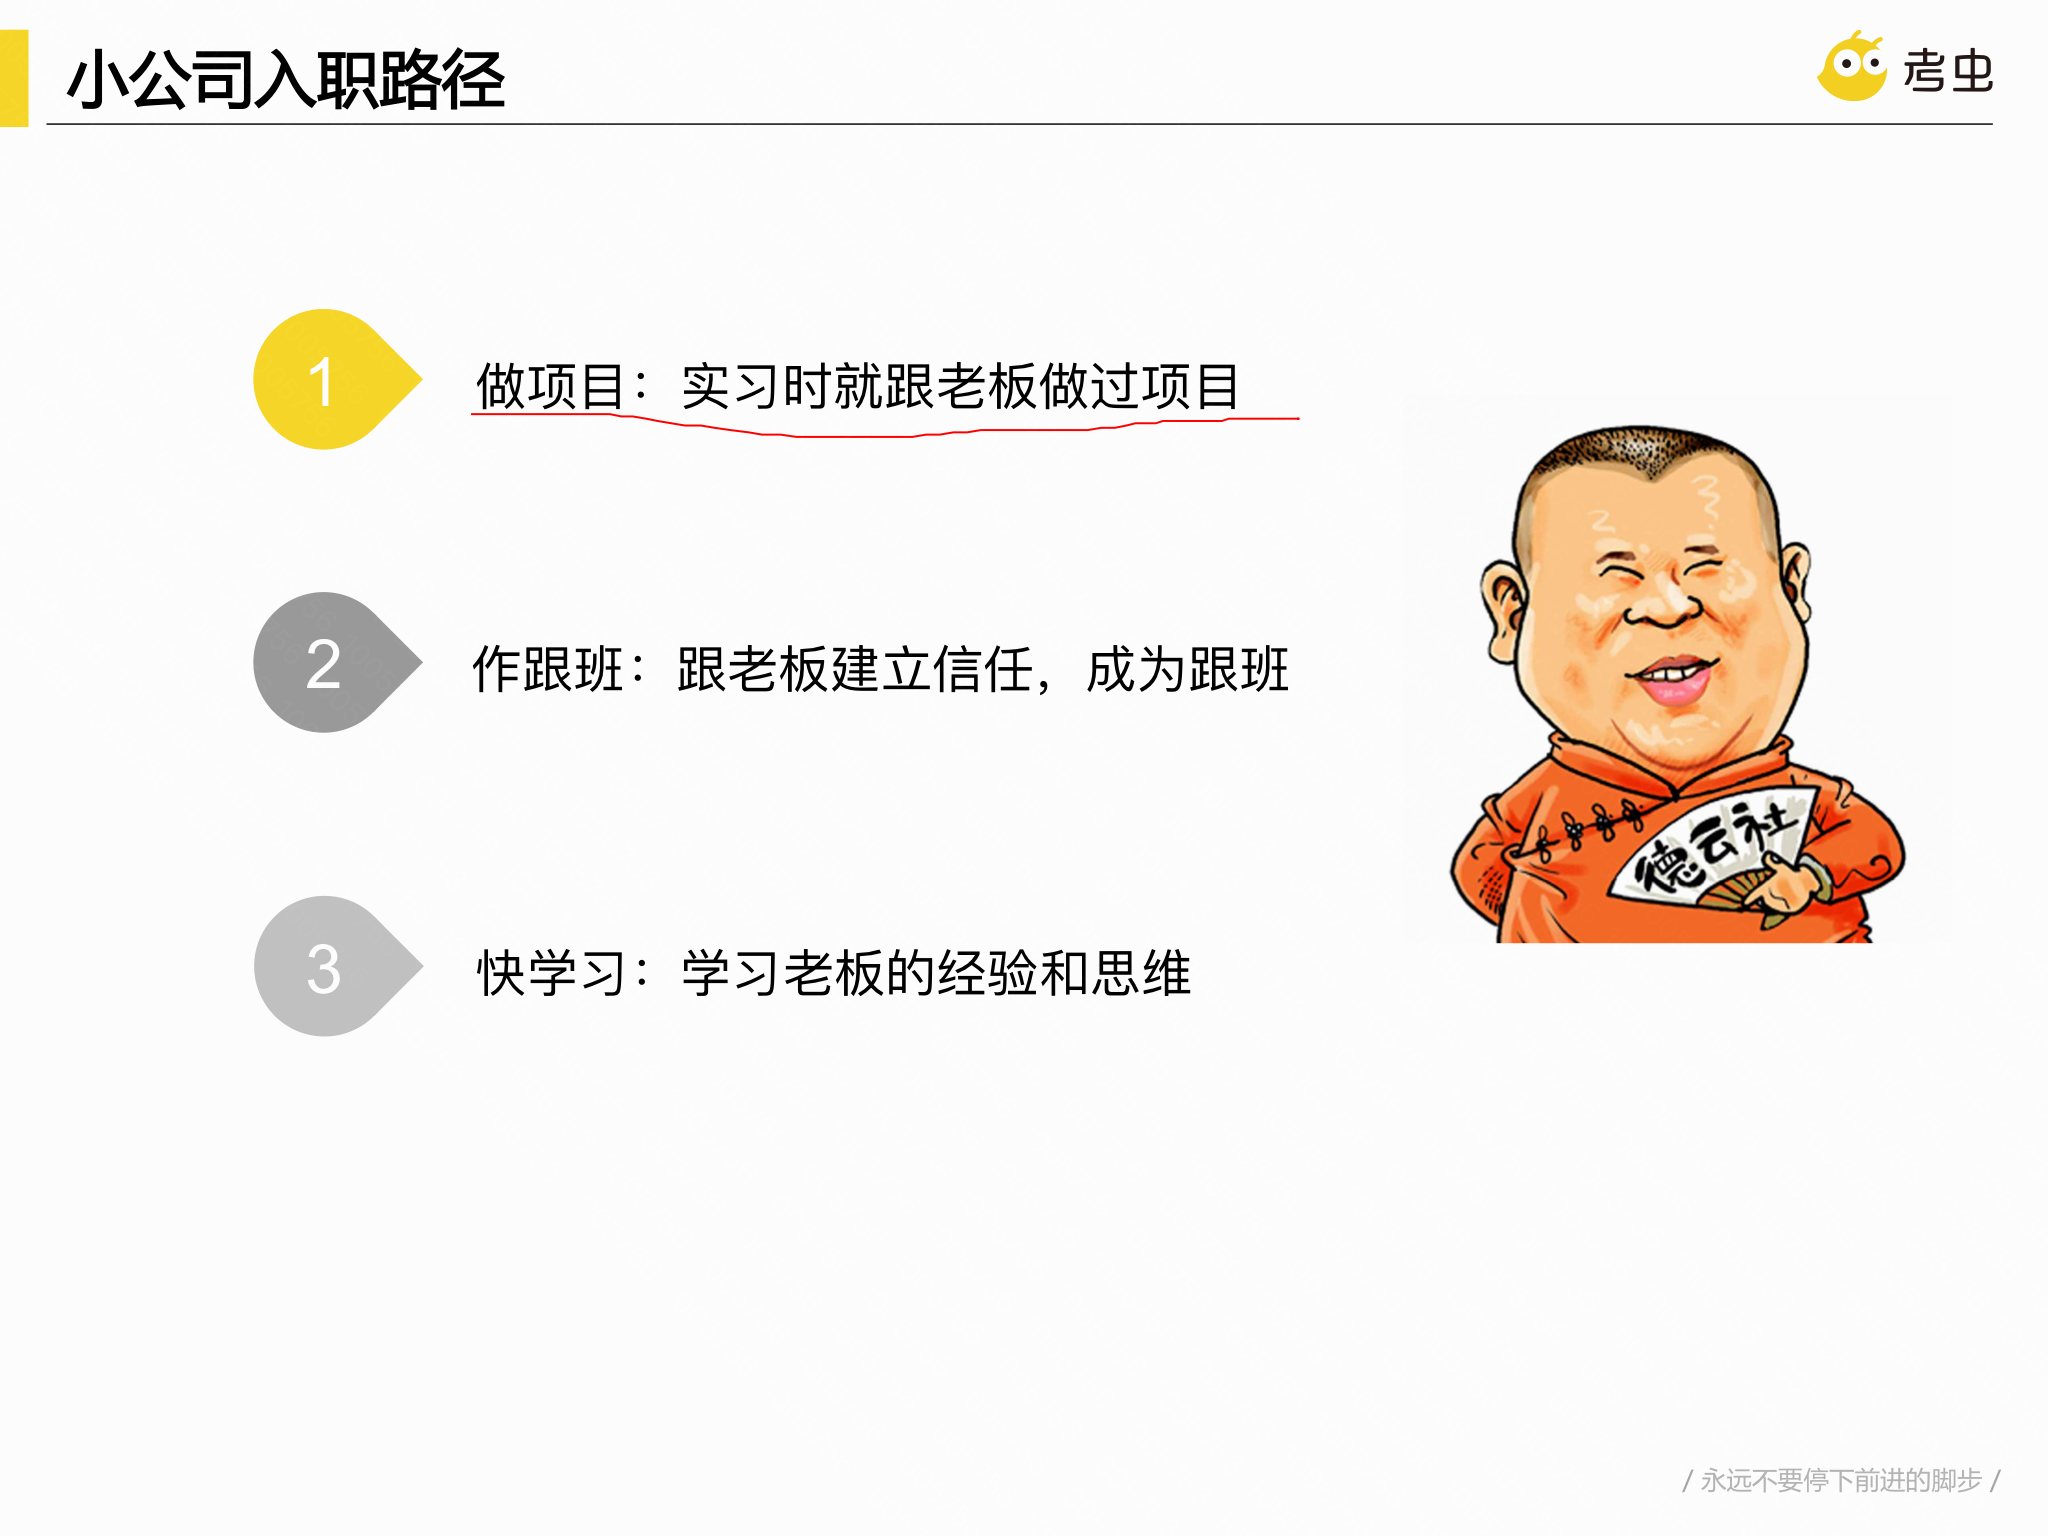 小公司入职路径
考虫
1
做项目：实习时就跟老板做过项目
2
作跟班：跟老板建立信任，成为跟班
德云社
3
快学习：学习老板的经验和思维
/ 永远不要停下前进的脚步 /